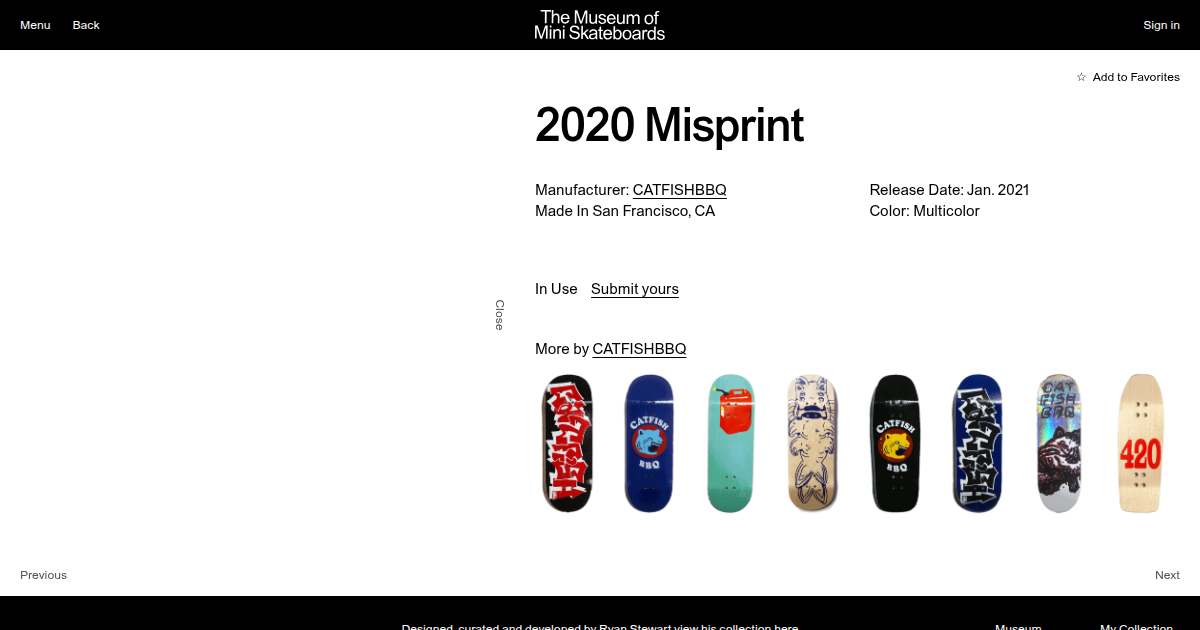 Menu
Back
The Museum of
Mini Skateboards
Sign in
☆ Add to Favorites
2020 Misprint
Manufacturer: CATFISHBBQ
Made In San Francisco, CA
Release Date: Jan. 2021
Color: Multicolor
In Use
Submit yours
Close
More by CATFISHBBQ
CATFISH
BBQ
CATFISH
BBQ
CATFISH
CAT
FISH
BBQ
420
Previous
Next
Designed, curated and developed by Ryan Stewart view his collection here
Museum
My Collection